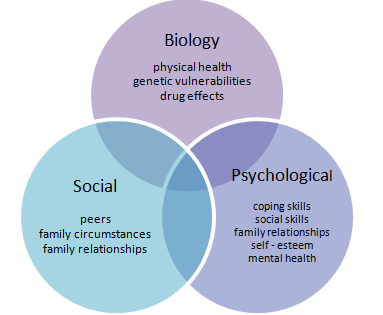 Biology
physical health
genetic vulnerabilities
drug effects
Social
peers
family circumstances
family relationships
Psychological
coping skills
social skills
family relationships
self - esteem
mental health